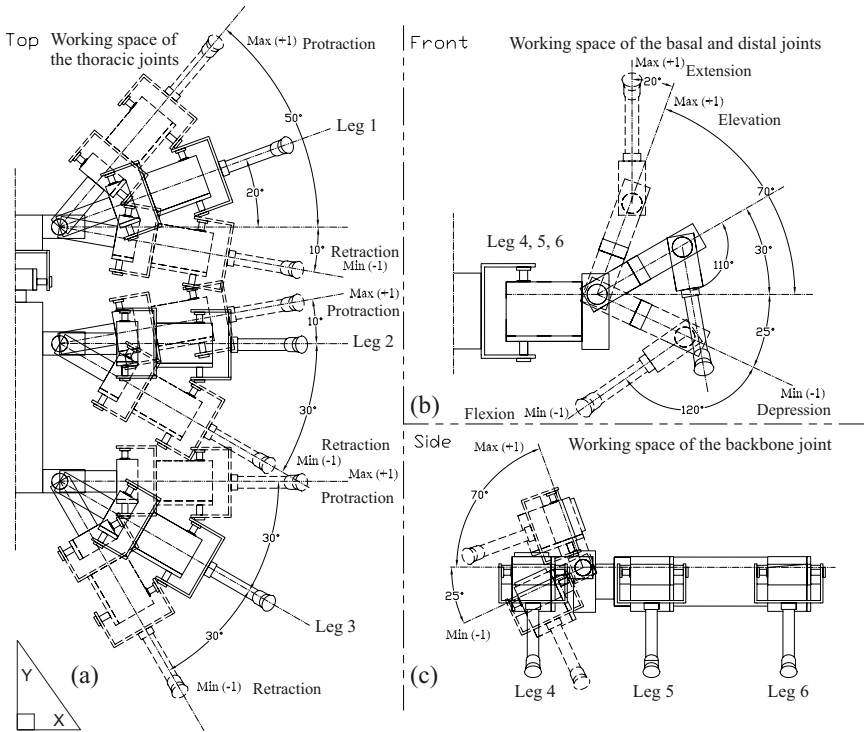 Top
Working space of
the thoracic joints
Max (+1) Protraction
50°
Leg 1
20°
10°
Retraction
Min (-1)
Max (+1)
Protraction
10°
Leg 2
30°
Retraction
Min (-1)
Max (+1)
Protraction
30°
Leg 3
30°
Min (-1) Retraction
(a)
Y
X
Front
Working space of the basal and distal joints
Max (+1)
20°
Extension
Max (+1)
Elevation
70°
Leg 4, 5, 6
110°
30°
25°
(b)
Min (-1)
Flexion Min (-1)
120°
Depression
Side
Max (+1)
Working space of the backbone joint
70°
25°
Min (-1)
(c)
Leg 4
Leg 5
Leg 6